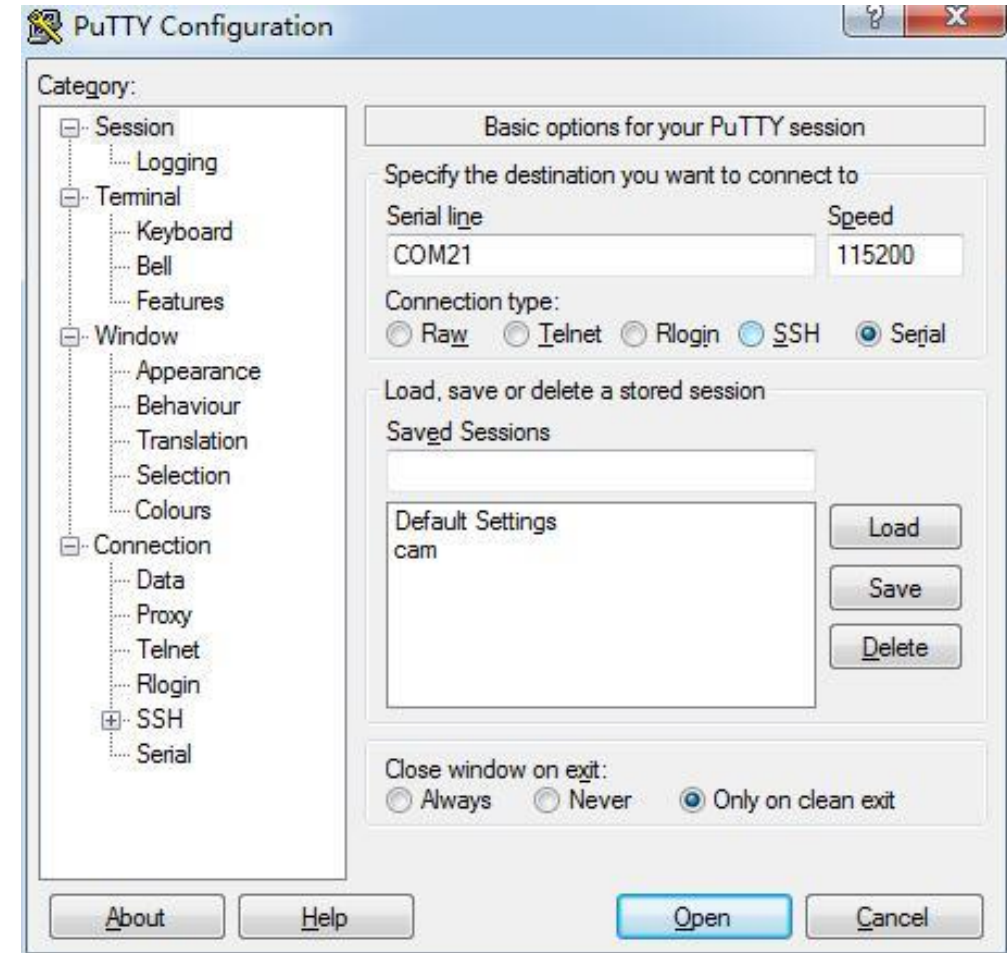 PuTTY Configuration
Category:
Session
Logging
Terminal
Keyboard
Bell
Features
Window
Appearance
Behaviour
Translation
Selection
Colours
Connection
Data
Proxy
Telnet
Rlogin
SSH
Serial
Basic options for your PuTTY session
Specify the destination you want to connect to
Serial line Speed
COM21 115200
Connection type:
Raw Telnet Rlogin SSH Serial
Load, save or delete a stored session
Saved Sessions
Default Settings
cam
Load
Save
Delete
Close window on exit:
Always Never Only on clean exit
About Help Open Cancel